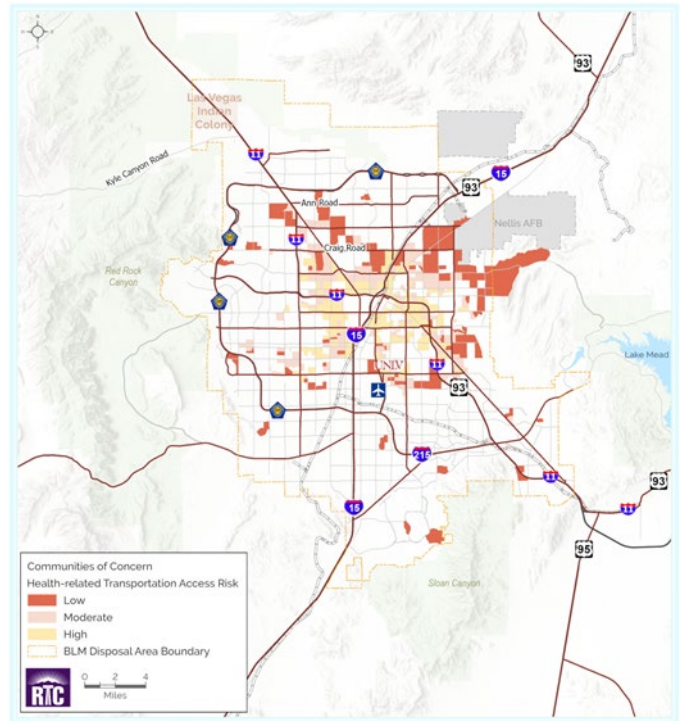 93
Las Vegas
Indian
Colony
11
15
Kyle Canyon Road
93
Ann Road
Nellis AFB
11
Craig Road
Red Rock
Canyon
11
15
Lake Mead
UNLV
11
93
215
11
93
15
11
95
Sloan Canyon
Communities of Concern
Health-related Transportation Access Risk
Low
Moderate
High
BLM Disposal Area Boundary
RTC
0 2 4
Miles